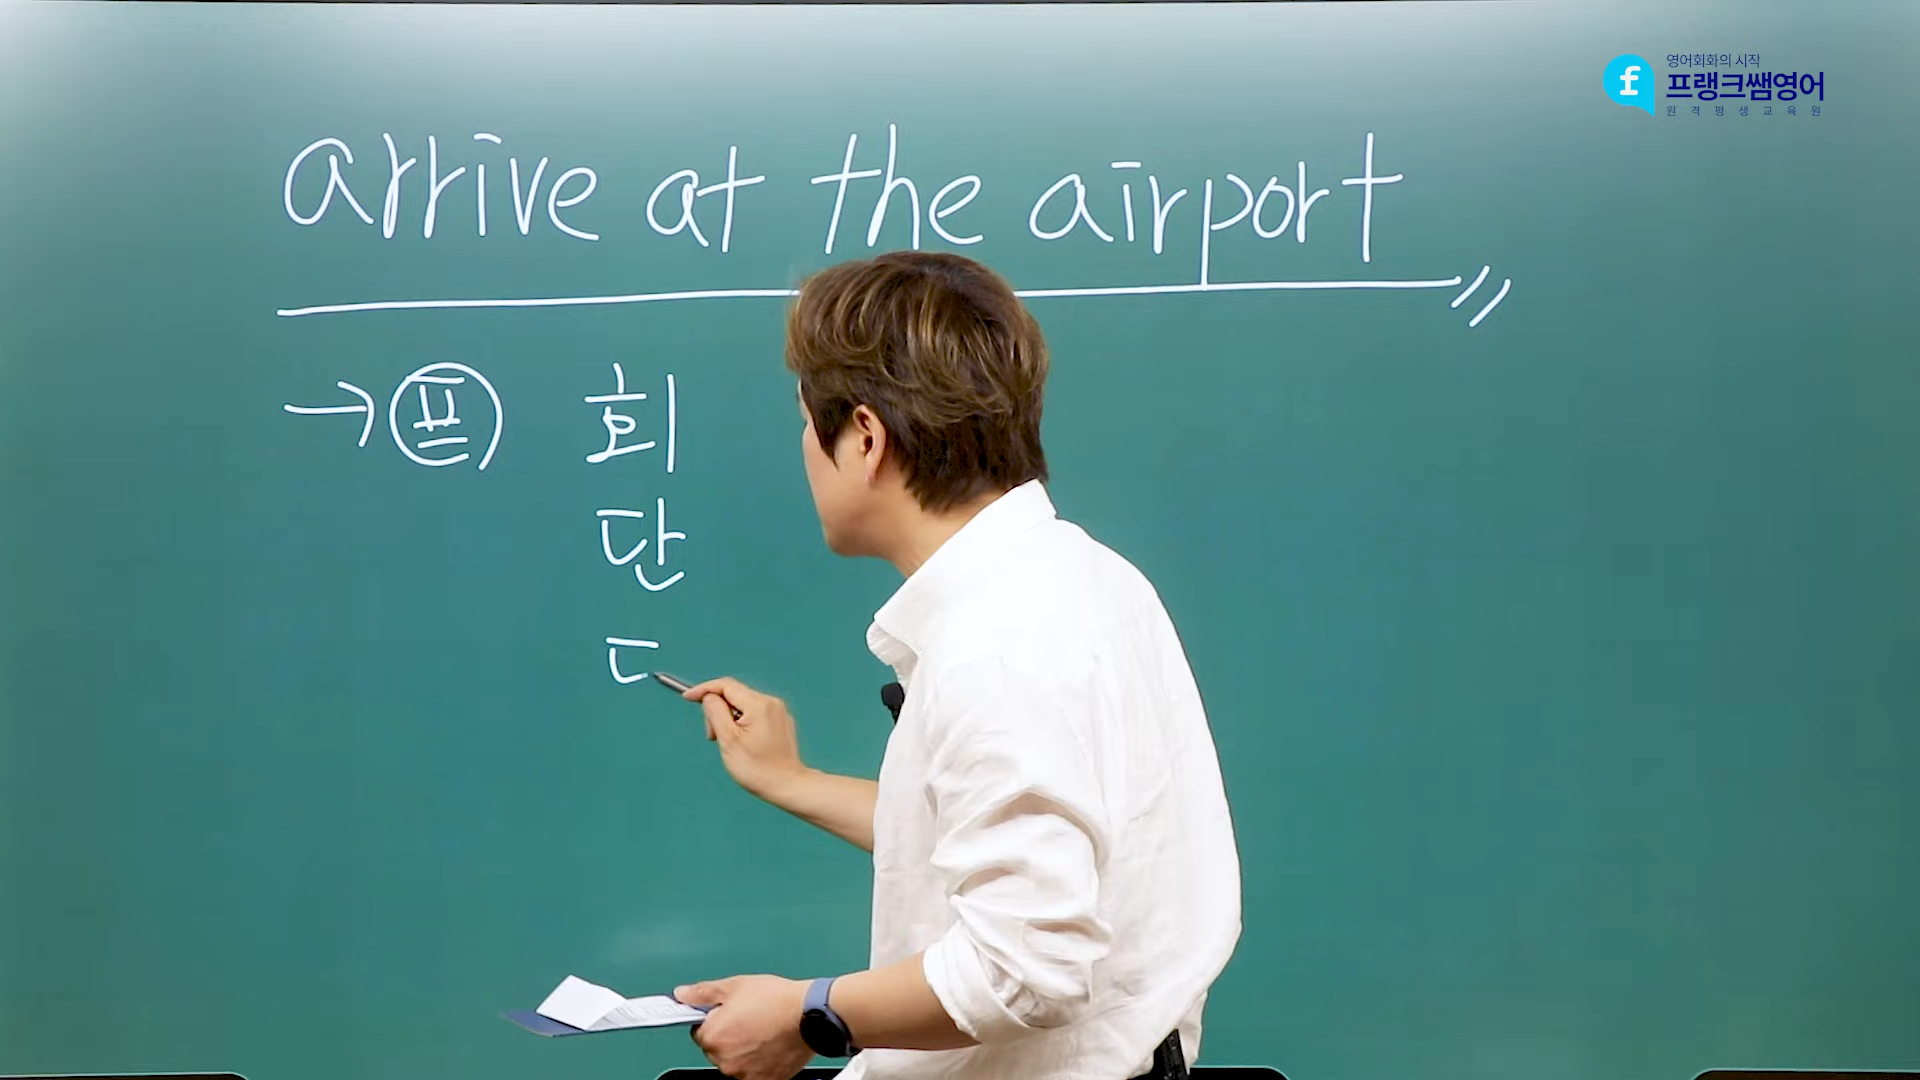 영어회화의 시작
프랭크쌤영어
원격평생교육원
arrive at the airport
→ 프 회
단
ㄷ